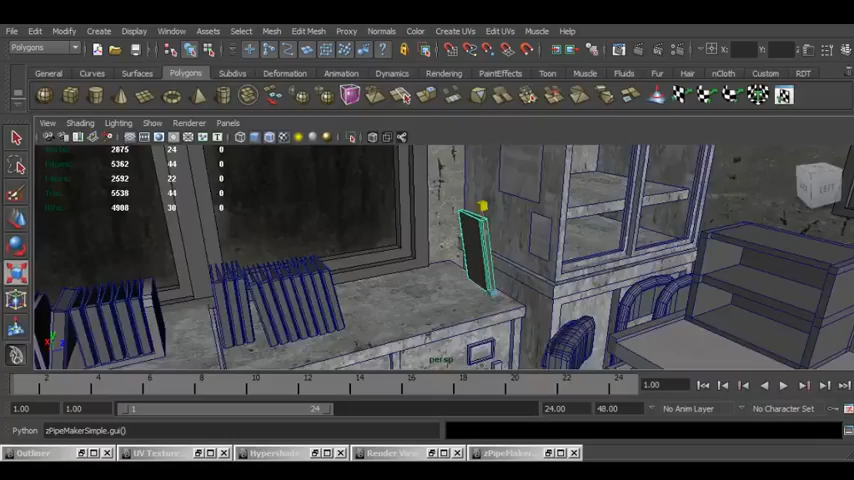 File Edit Modify Create Display Window Assets Select Mesh Edit Mesh Proxy Normals Color Create UVs Edit UVs Muscle Help
Polygons X: Y:
General Curves Surfaces Polygons Subdivs Deformation Animation Dynamics Rendering PaintEffects Toon Muscle Fluids Fur Hair nCloth Custom RDT
View Shading Lighting Show Renderer Panels
2875 24 0
5362 44 0
2592 22 0
5538 44 0
4908 30 0
LEFT
persp
2 4 6 8 10 12 14 16 18 20 22 24 1.00
1.00 1.00 1 24 24.00 48.00 No Anim Layer No Character Set
Python zPipeMakerSimple.gui()
Outliner UV Texture... Hypershade Render View zPipeMaker...